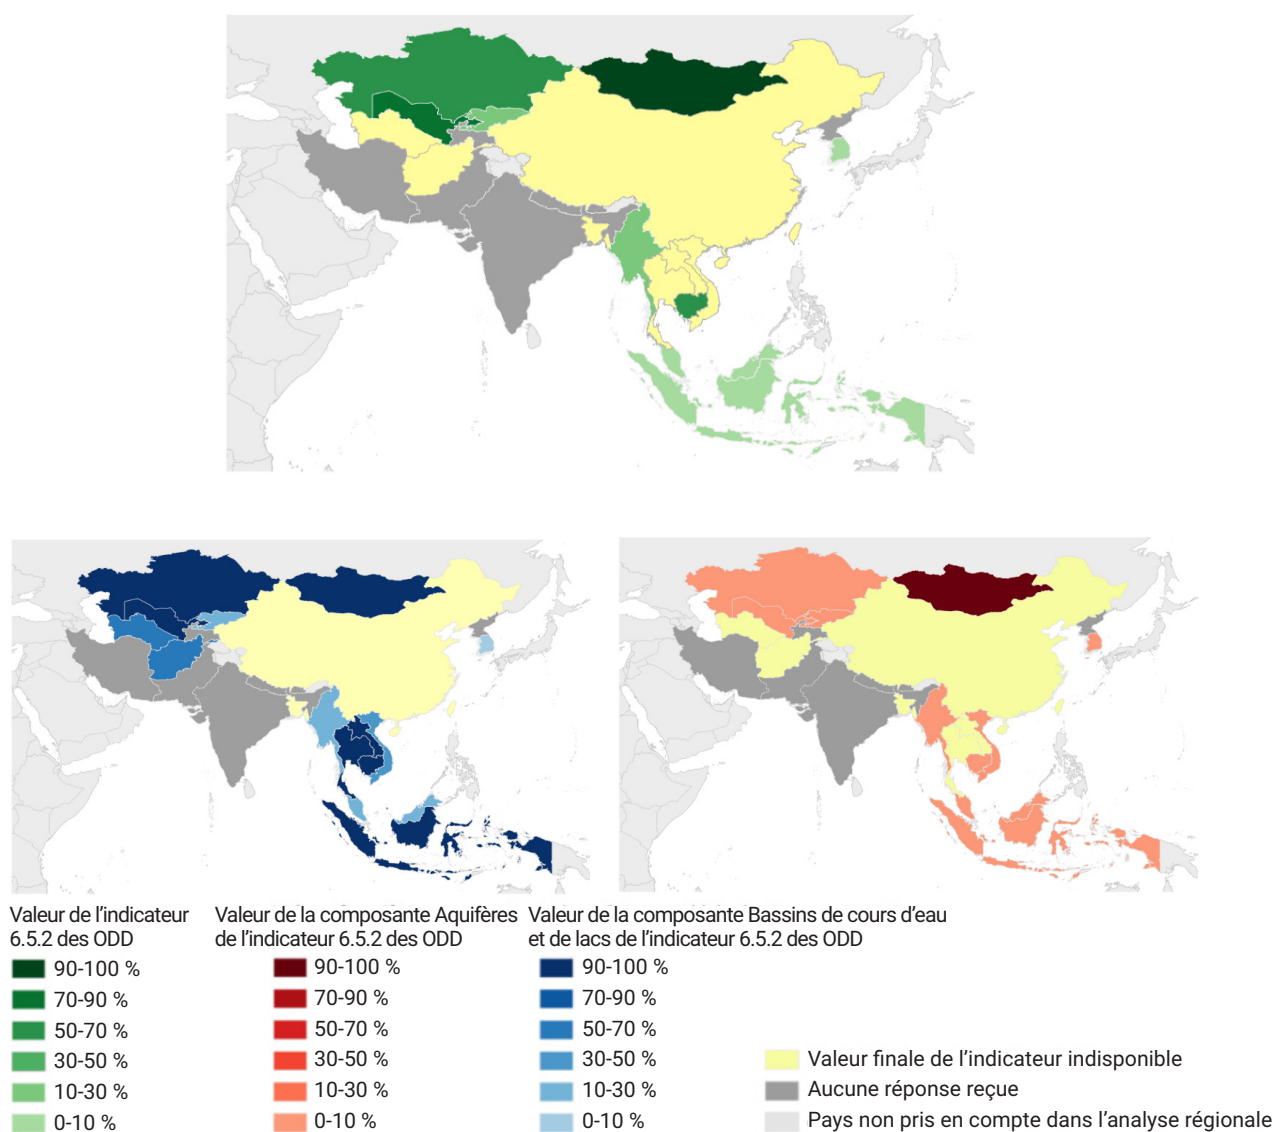 Valeur de l'indicateur
6.5.2 des ODD
90-100 %
70-90 %
50-70 %
30-50 %
10-30 %
0-10 %
Valeur de la composante Aquifères
de l'indicateur 6.5.2 des ODD
90-100 %
70-90 %
50-70 %
30-50 %
10-30 %
0-10 %
Valeur de la composante Bassins de cours d'eau
et de lacs de l'indicateur 6.5.2 des ODD
90-100 %
70-90 %
50-70 %
30-50 %
10-30 %
0-10 %
Valeur finale de l'indicateur indisponible
Aucune réponse reçue
Pays non pris en compte dans l'analyse régionale